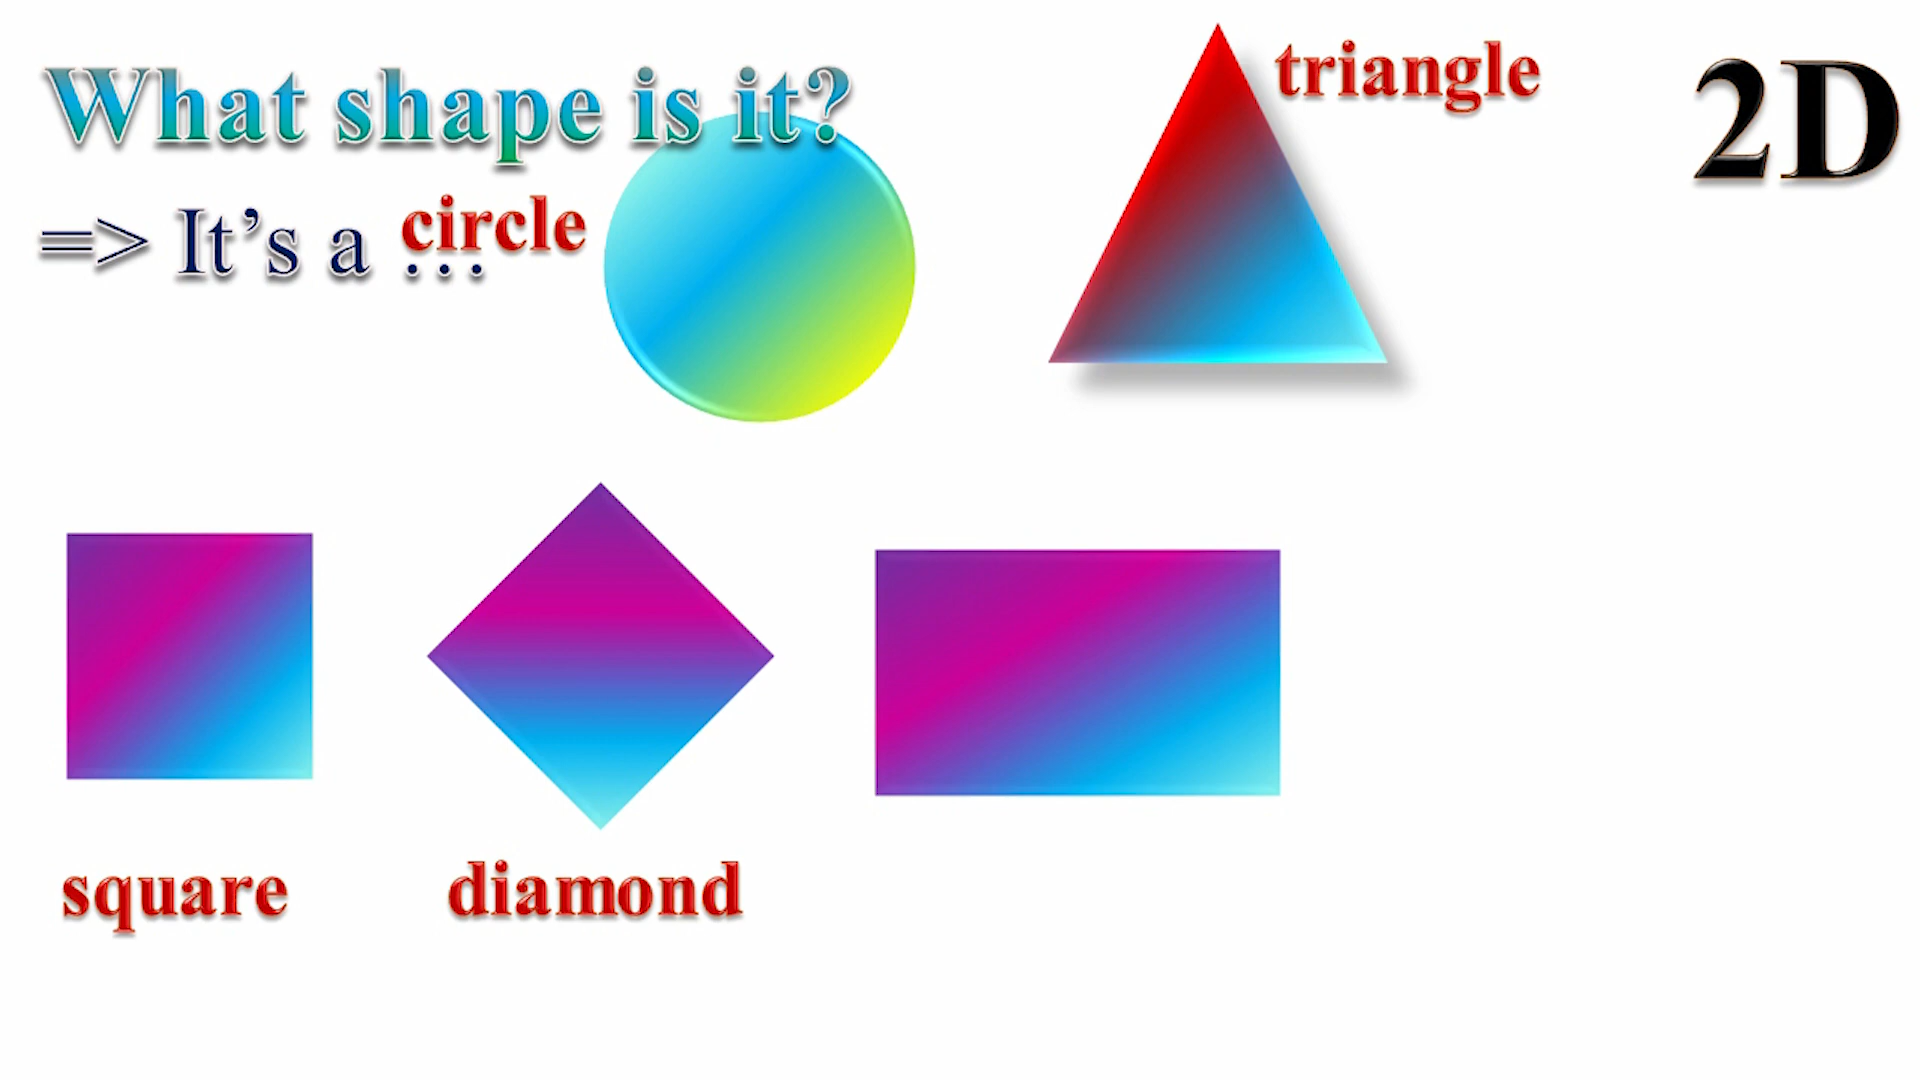 What shape is it?
=> It’s a ...
circle
triangle
2D
square
diamond